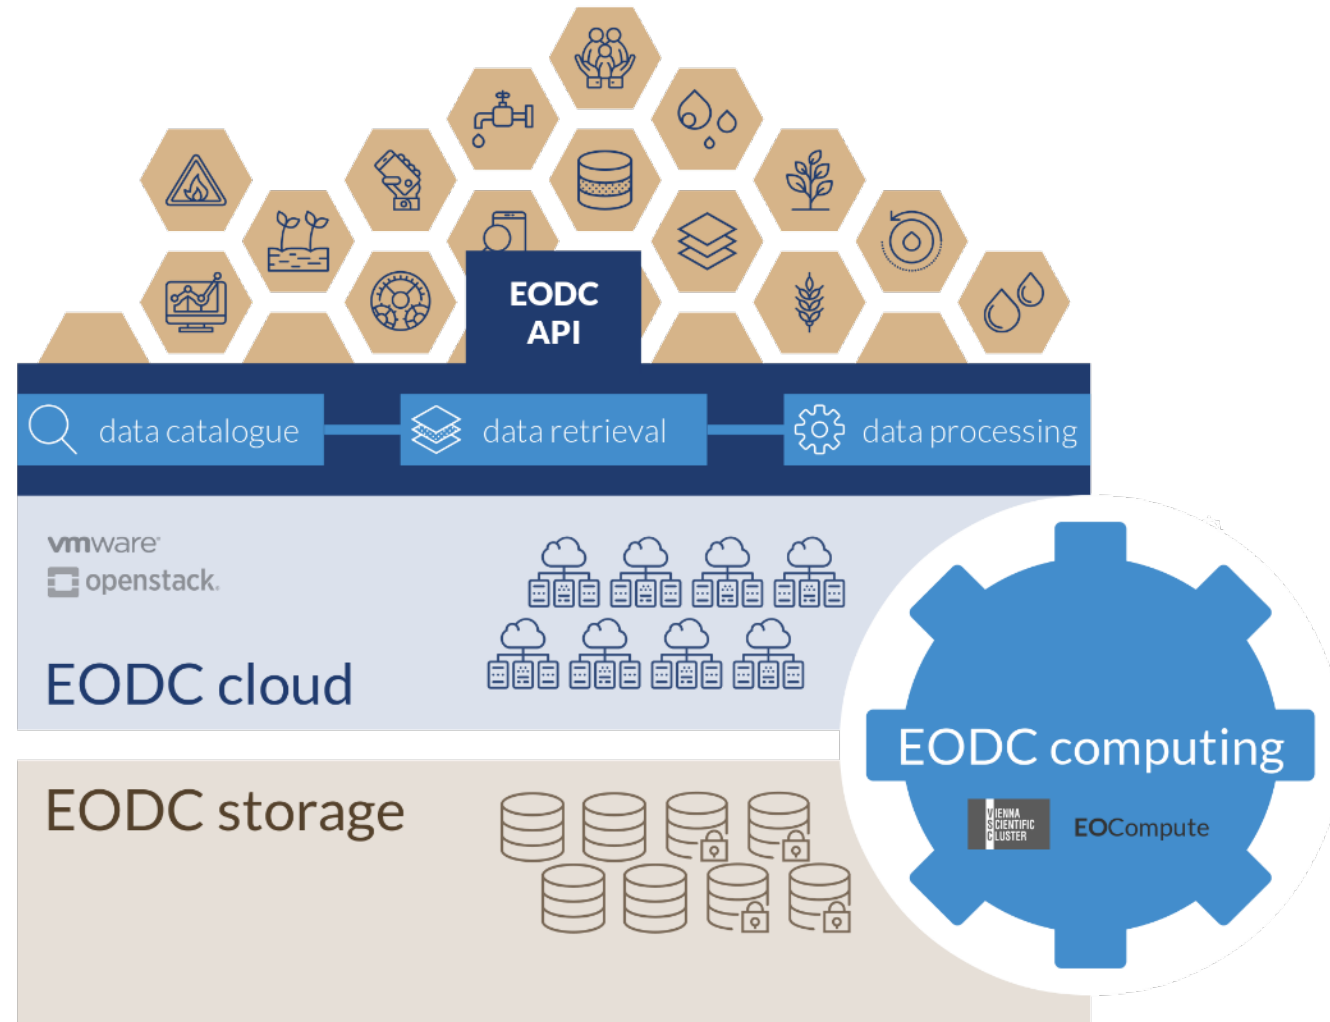 EODC
API
data catalogue
data retrieval
data processing
vmware
openstack.
EODC cloud
EODC computing
VIENNA
SCIENTIFIC
CLUSTER
EOCompute
EODC storage